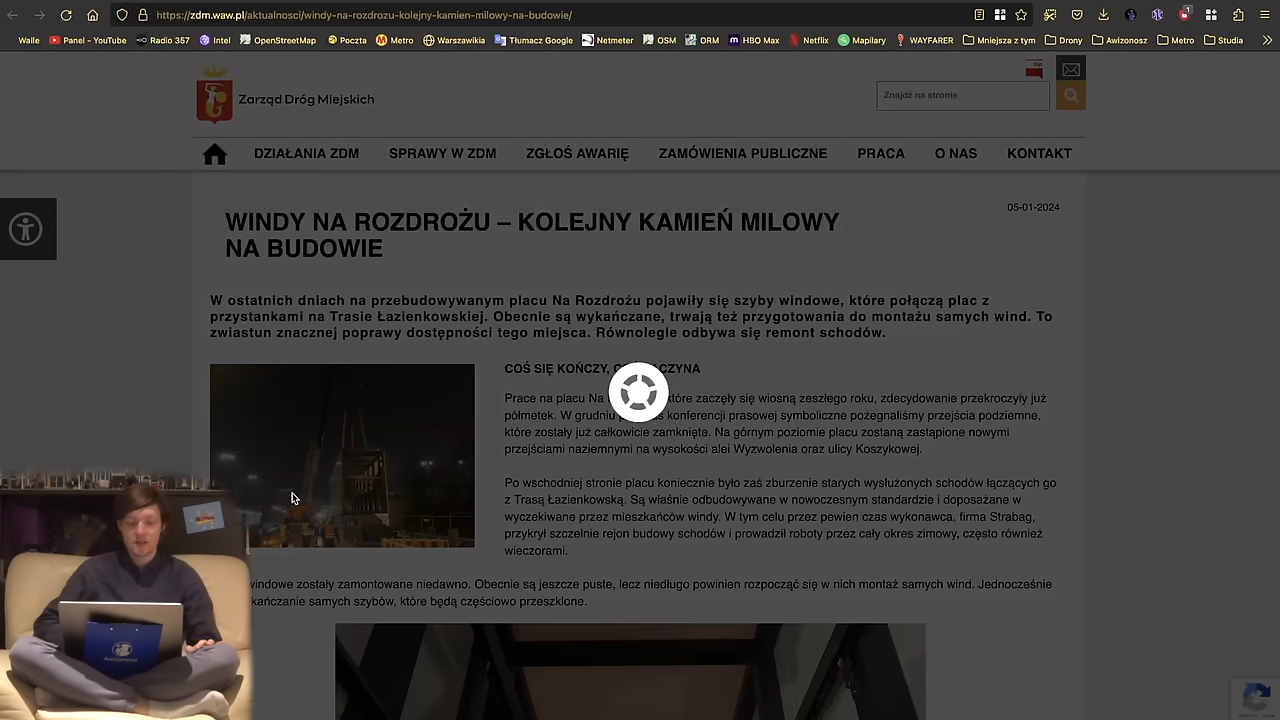 https://zdm.waw.pl/aktualnosci/windy-na-rozdrozu-kolejny-kamien-milowy-na-budowie/
Walle Panel - YouTube Radio 357 Intel OpenStreetMap Poczta Metro Warszawikia Tłumacz Google Netmeter OSM ORM HBO Max Netflix Mapilary WAYFARER Mniejsza z tym Drony Awizonosz Metro Studia
Zarząd Dróg Miejskich
bip
Znajdź na stronie
DZIAŁANIA ZDM SPRAWY W ZDM ZGŁOŚ AWARIĘ ZAMÓWIENIA PUBLICZNE PRACA O NAS KONTAKT
05-01-2024
WINDY NA ROZDROŻU – KOLEJNY KAMIEŃ MILOWY
NA BUDOWIE
W ostatnich dniach na przebudowywanym placu Na Rozdrożu pojawiły się szyby windowe, które połączą plac z
przystankami na Trasie Łazienkowskiej. Obecnie są wykańczane, trwają też przygotowania do montażu samych wind. To
zwiastun znacznej poprawy dostępności tego miejsca. Równolegle odbywa się remont schodów.
COŚ SIĘ KOŃCZY, CZYNA
Prace na placu Na które zaczęły się wiosną zeszłego roku, zdecydowanie przekroczyły już
półmetek. W grudniu konferencji prasowej symbolicznie pożegnaliśmy przejścia podziemne,
które zostały już całkowicie zamknięte. Na górnym poziomie placu zostaną zastąpione nowymi
przejściami naziemnymi na wysokości alei Wyzwolenia oraz ulicy Koszykowej.
Po wschodniej stronie placu koniecznie było zaś zburzenie starych wysłużonych schodów łączących go
z Trasą Łazienkowską. Są właśnie odbudowywane w nowoczesnym standardzie i doposażane w
wyczekiwane przez mieszkańców windy. W tym celu przez pewien czas wykonawca, firma Strabag,
przykrył szczelnie rejon budowy schodów i prowadził roboty przez cały okres zimowy, często również
wieczorami.
windowe zostały zamontowane niedawno. Obecnie są jeszcze puste, lecz niedługo powinien rozpocząć się w nich montaż samych wind. Jednocześnie
kańczanie samych szybów, które będą częściowo przeszklone.